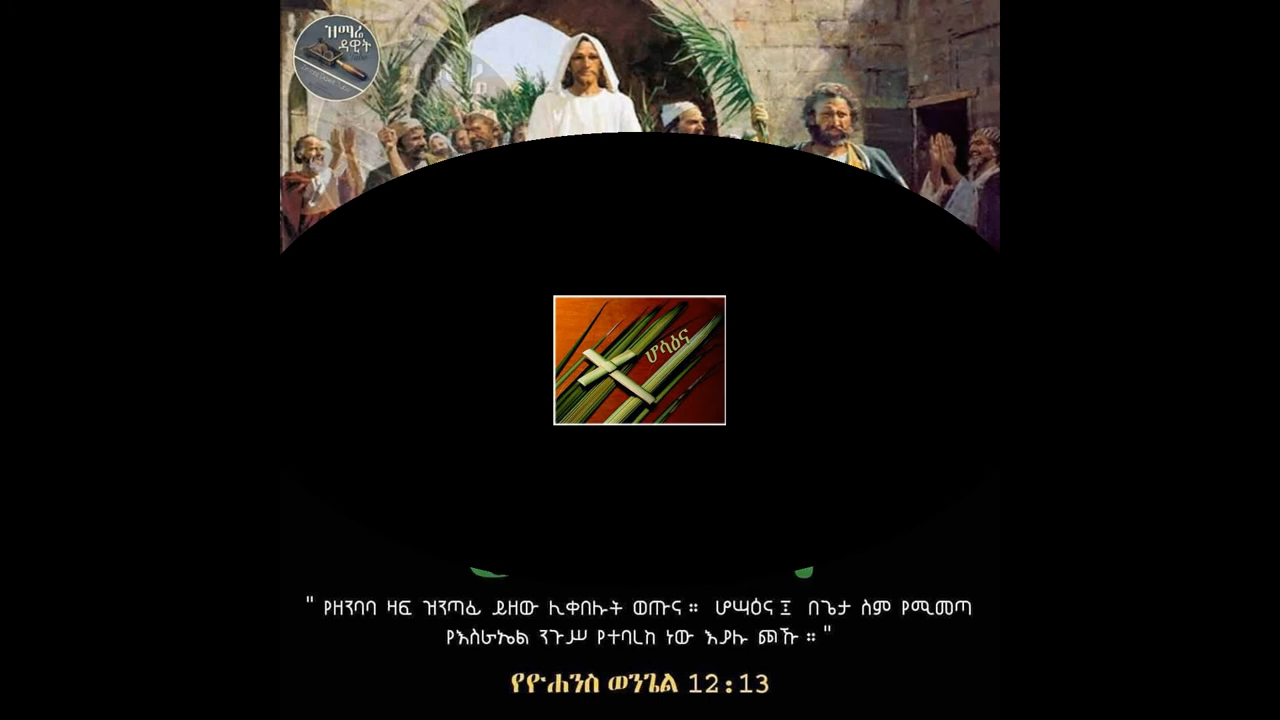 ዝማሬ
ዳዊት
ሆሳዕና
" የዘንባባ ዛፍ ዝንጣፊ ይዘው ሊቀበሉት ወጡና ። ሆሣዕና ፤ በጌታ ስም የሚመጣ
የእስራኤል ንጉሥ የተባረከ ነው እያሉ ጮኹ ። "
የዮሐንስ ወንጌል 12:13